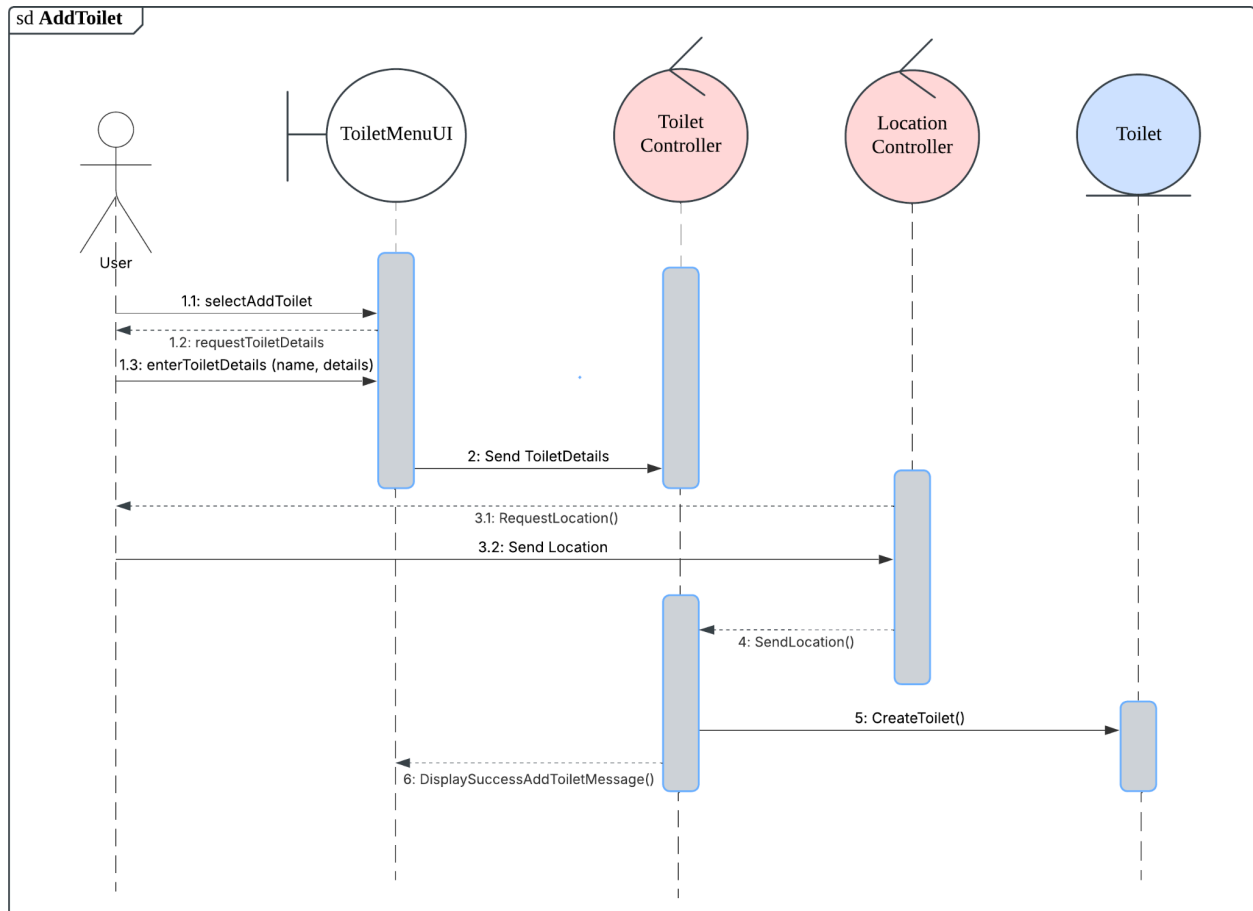 sd AddToilet
ToiletMenuUI
Toilet
Controller
Location
Controller
Toilet
User
1.1: selectAddToilet
1.2: requestToiletDetails
1.3: enterToiletDetails (name, details)
2: Send ToiletDetails
3.1: RequestLocation()
3.2: Send Location
4: SendLocation()
5: CreateToilet()
6: DisplaySuccessAddToiletMessage()